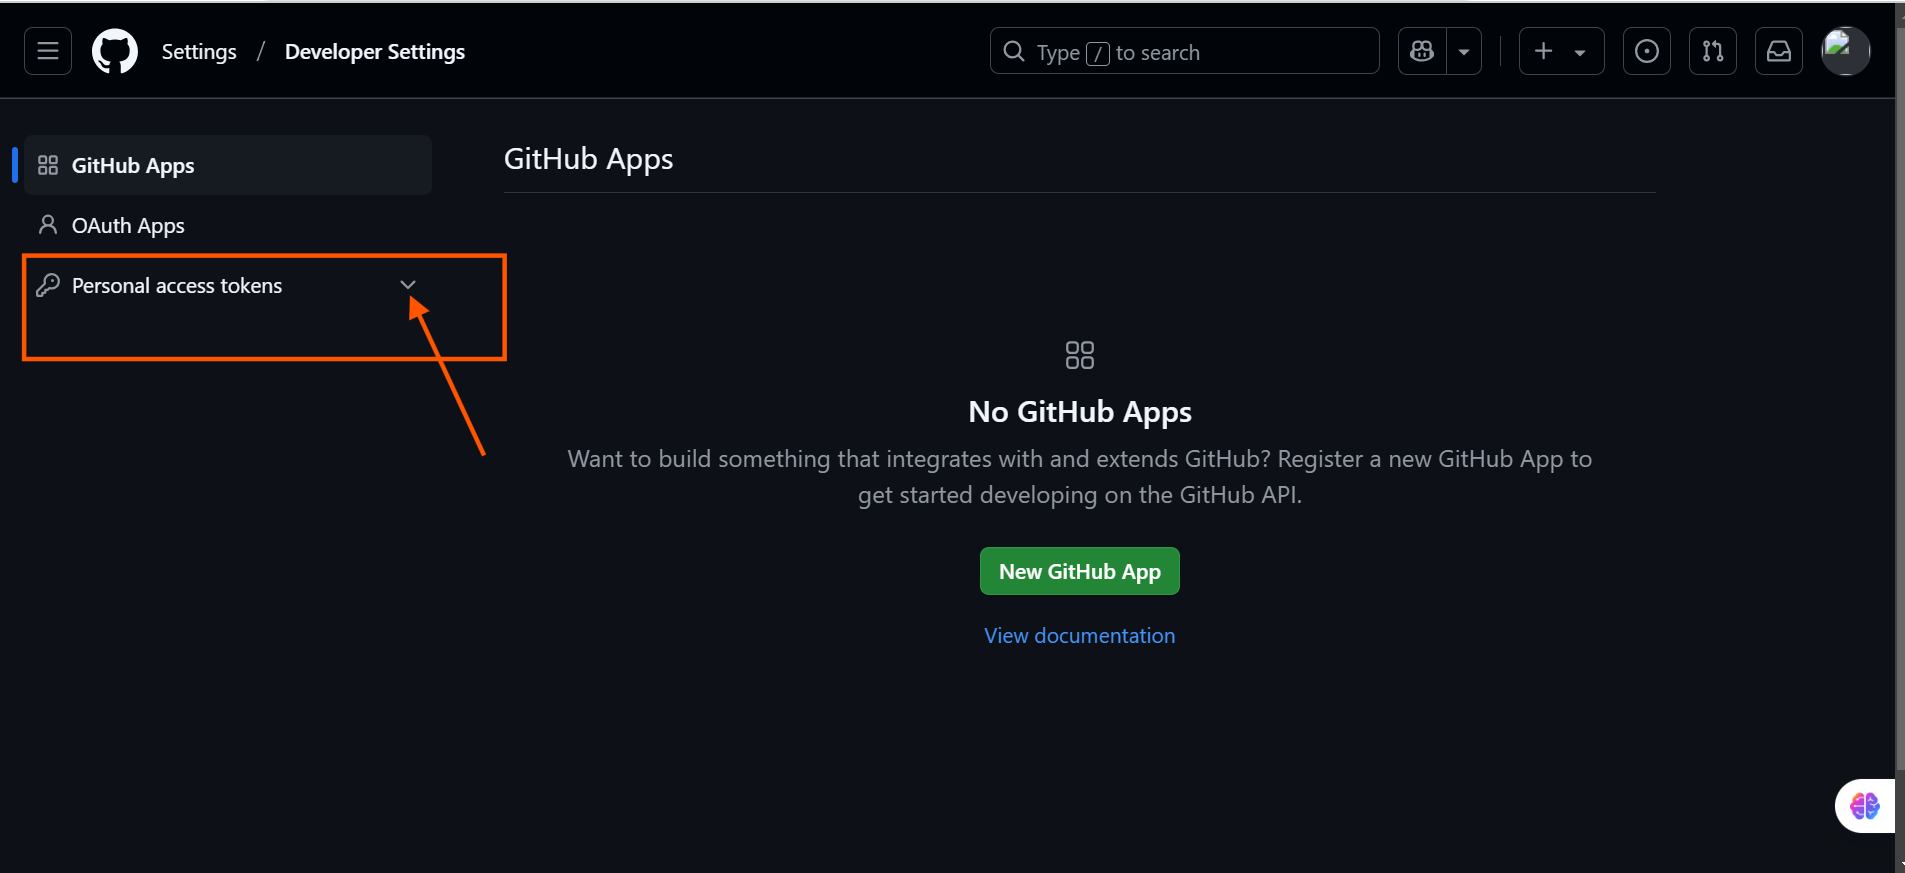 Settings / Developer Settings
Type / to search
GitHub Apps
OAuth Apps
Personal access tokens
GitHub Apps
No GitHub Apps
Want to build something that integrates with and extends GitHub? Register a new GitHub App to
get started developing on the GitHub API.
New GitHub App
View documentation